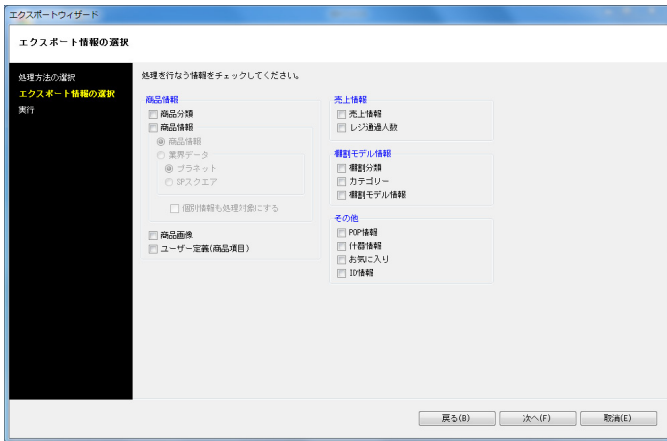 エクスポートウィザード
エクスポート情報の選択
処理方法の選択
エクスポート情報の選択
実行
処理を行なう情報をチェックしてください。
商品情報
商品分類
商品情報
商品情報
業界データ
プラネット
SPスクエア
個別情報も処理対象にする
商品画像
ユーザー定義(商品項目)
売上情報
売上情報
レジ通過人数
棚割モデル情報
棚割分類
カテゴリー
棚割モデル情報
その他
POP情報
什器情報
お気に入り
ID情報
戻る(B)
次へ(F)
取消(E)